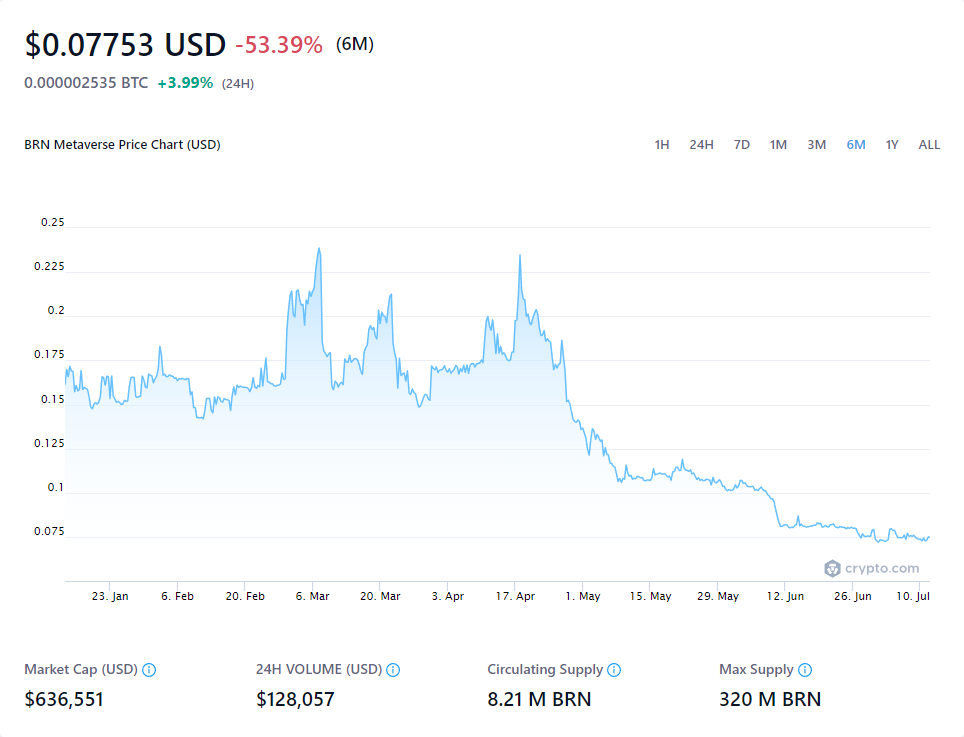 $0.07753 USD -53.39% (6M)
0.000002535 BTC +3.99% (24H)
BRN Metaverse Price Chart (USD) 1H 24H 7D 1M 3M 6M 1Y ALL
0.25
0.225
0.2
0.175
0.15
0.125
0.1
0.075
crypto.com
23. Jan 6. Feb 20. Feb 6. Mar 20. Mar 3. Apr 17. Apr 1. May 15. May 29. May 12. Jun 26. Jun 10. Jul
Market Cap (USD) 24H VOLUME (USD) Circulating Supply Max Supply
$636,551 $128,057 8.21 M BRN 320 M BRN